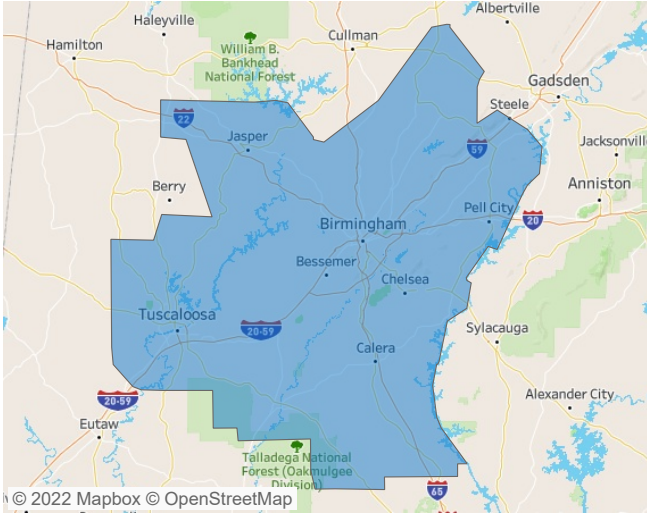 Haleyville
Albertville
Hamilton
William B.
Bankhead
National Forest
Cullman
Gadsden
Steele
22
Jasper
59
Jacksonville
Berry
Anniston
Pell City
20
Birmingham
Bessemer
Chelsea
Tuscaloosa
20-59
Sylacauga
Calera
20-59
Alexander City
Eutaw
Talladega National
Forest (Oakmulgee
Division)
65
© 2022 Mapbox © OpenStreetMap